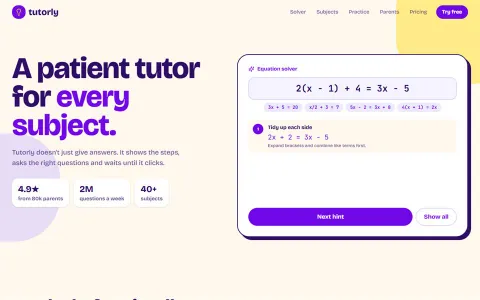 tutorly
Solver Subjects Practice Parents Pricing Try free
A patient tutor
for every
subject.
Tutorly doesn't just give answers. It shows the steps,
asks the right questions and waits until it clicks.
4.9★
from 80k parents
2M
questions a week
40+
subjects
Equation solver
2(x - 1) + 4 = 3x - 5
3x + 5 = 20 x/2 + 3 = 7 5x - 2 = 3x + 8 4(x + 1) = 2x
1
Tidy up each side
2x + 2 = 3x - 5
Expand brackets and combine like terms first.
Next hint
Show all